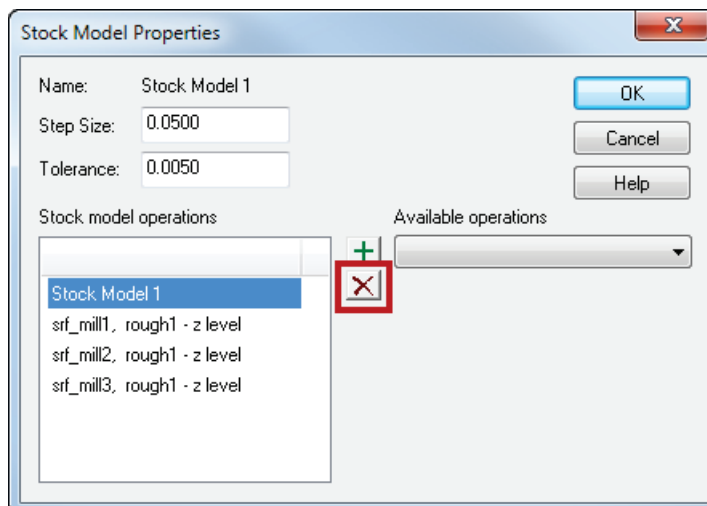 Stock Model Properties
Name: Stock Model 1
OK
Step Size: 0.0500
Cancel
Tolerance: 0.0050
Help
Stock model operations
Available operations
Stock Model 1
srf_mill1, rough1 - z level
srf_mill2, rough1 - z level
srf_mill3, rough1 - z level